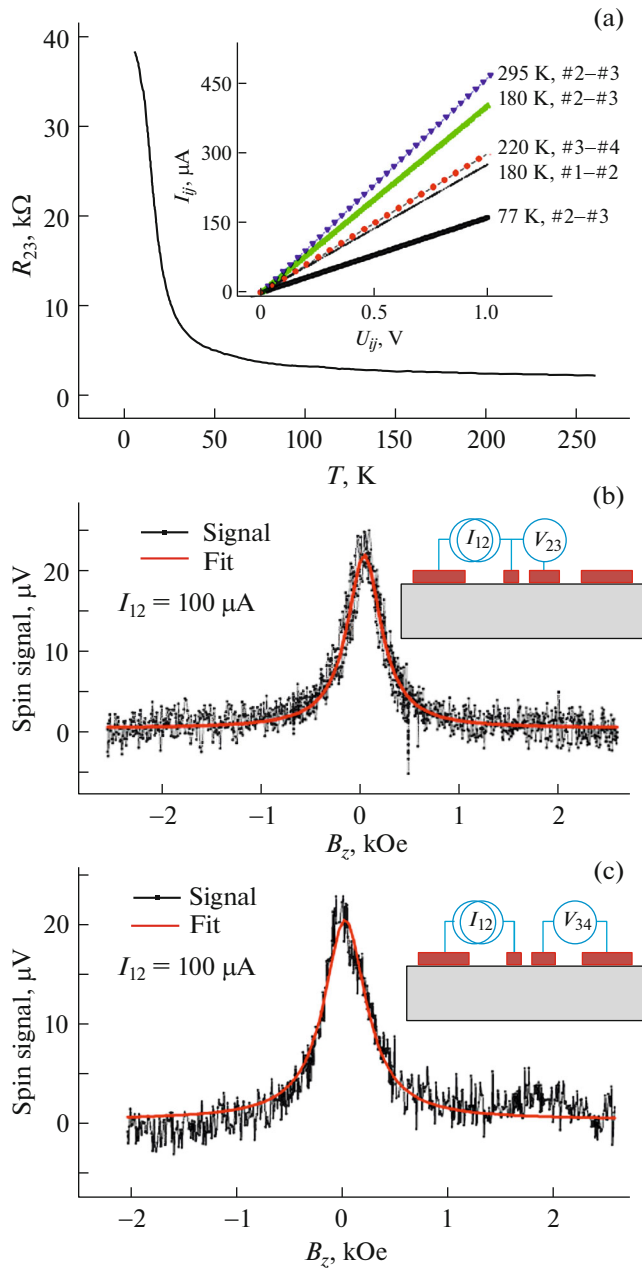 (a)
40
30
20
10
0
R23, kΩ
0 50 100 150 200 250
T, K
450
300
150
0
Iij, μA
0 0.5 1.0
Uij, V
295 K, #2–#3
180 K, #2–#3
220 K, #3–#4
180 K, #1–#2
77 K, #2–#3
(b)
Signal
Fit
I12 = 100 μA
I12 V23
20
10
0
Spin signal, μV
−2 −1 0 1 2
Bz, kOe
(c)
Signal
Fit
I12 = 100 μA
I12 V34
20
10
0
Spin signal, μV
−2 −1 0 1 2
Bz, kOe